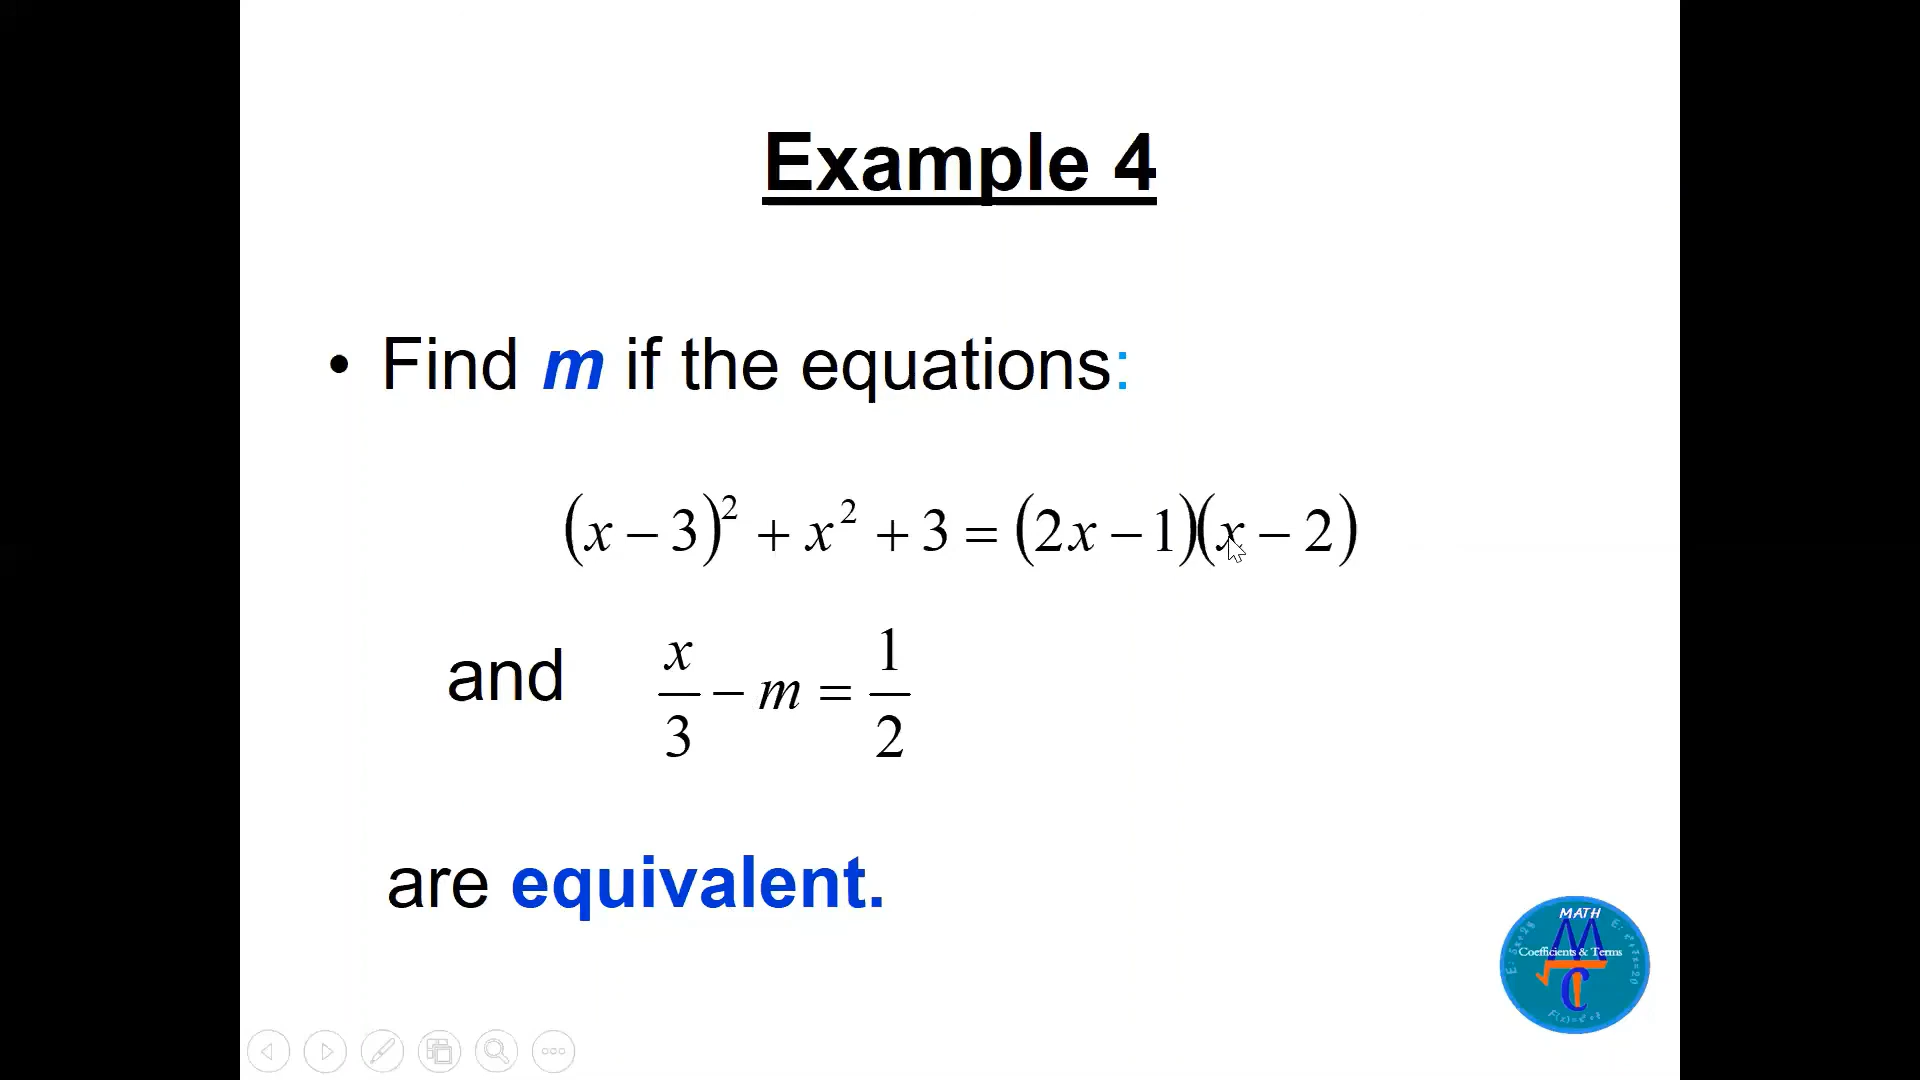 Example 4
• Find m if the equations:
(x − 3)² + x² + 3 = (2x − 1)(x − 2)
and x/3 − m = 1/2
are equivalent.
MATH
Coefficients & Terms